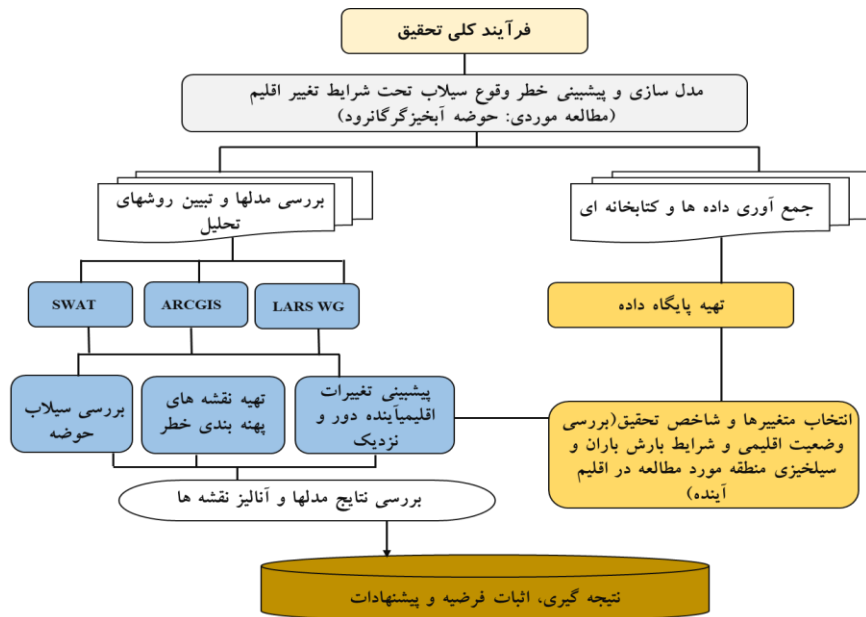 فرآیند کلی تحقیق
مدل سازی و پیشبینی خطر وقوع سیلاب تحت شرایط تغییر اقلیم
(مطالعه موردی: حوضه آبخیزگرگانرود)
جمع آوری داده ها و کتابخانه ای
بررسی مدلها و تبیین روشهای
تحلیل
تهیه پایگاه داده
LARS WG
ARCGIS
SWAT
انتخاب متغییرها و شاخص تحقیق(بررسی
وضعیت اقلیمی و شرایط بارش باران و
سیلخیزی منطقه مورد مطالعه در اقلیم
آینده)
پیشبینی تغییرات
اقلیمیآینده دور و
نزدیک
تهیه نقشه های
پهنه بندی خطر
بررسی سیلاب
حوضه
بررسی نتایج مدلها و آنالیز نقشه ها
نتیجه گیری، اثبات فرضیه و پیشنهادات